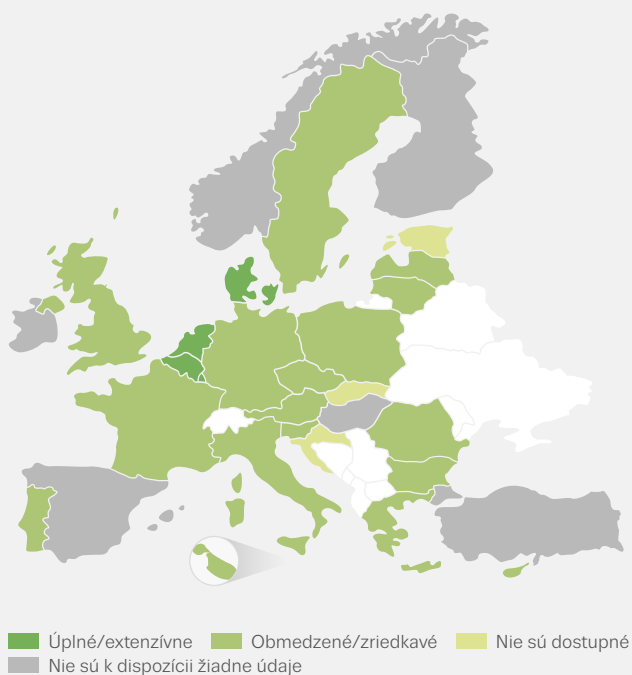 Úplné/extenzívne Obmedzené/zriedkavé Nie sú dostupné
Nie sú k dispozícii žiadne údaje